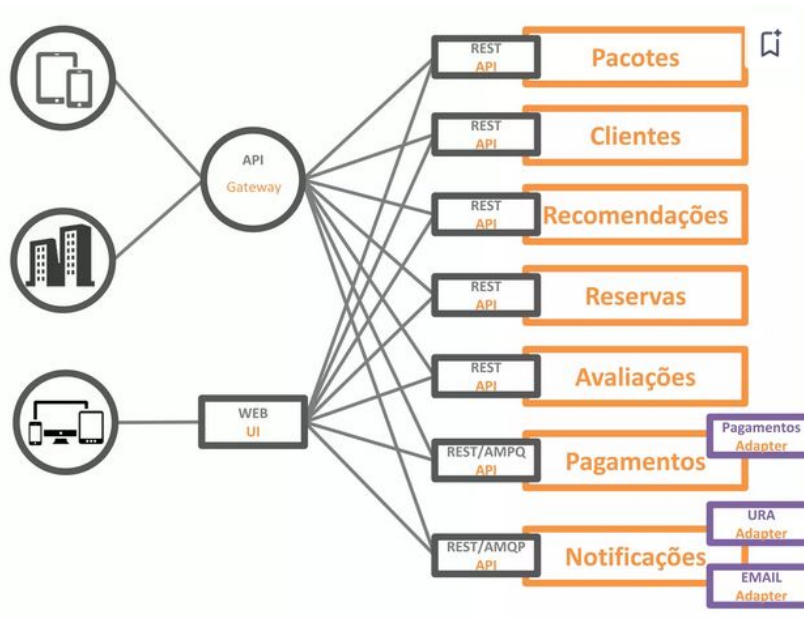 REST
API
Pacotes
REST
API
Clientes
API
Gateway
REST
API
Recomendações
REST
API
Reservas
REST
API
Avaliações
WEB
UI
REST/AMPQ
API
Pagamentos
Pagamentos
Adapter
REST/AMQP
API
Notificações
URA
Adapter
EMAIL
Adapter